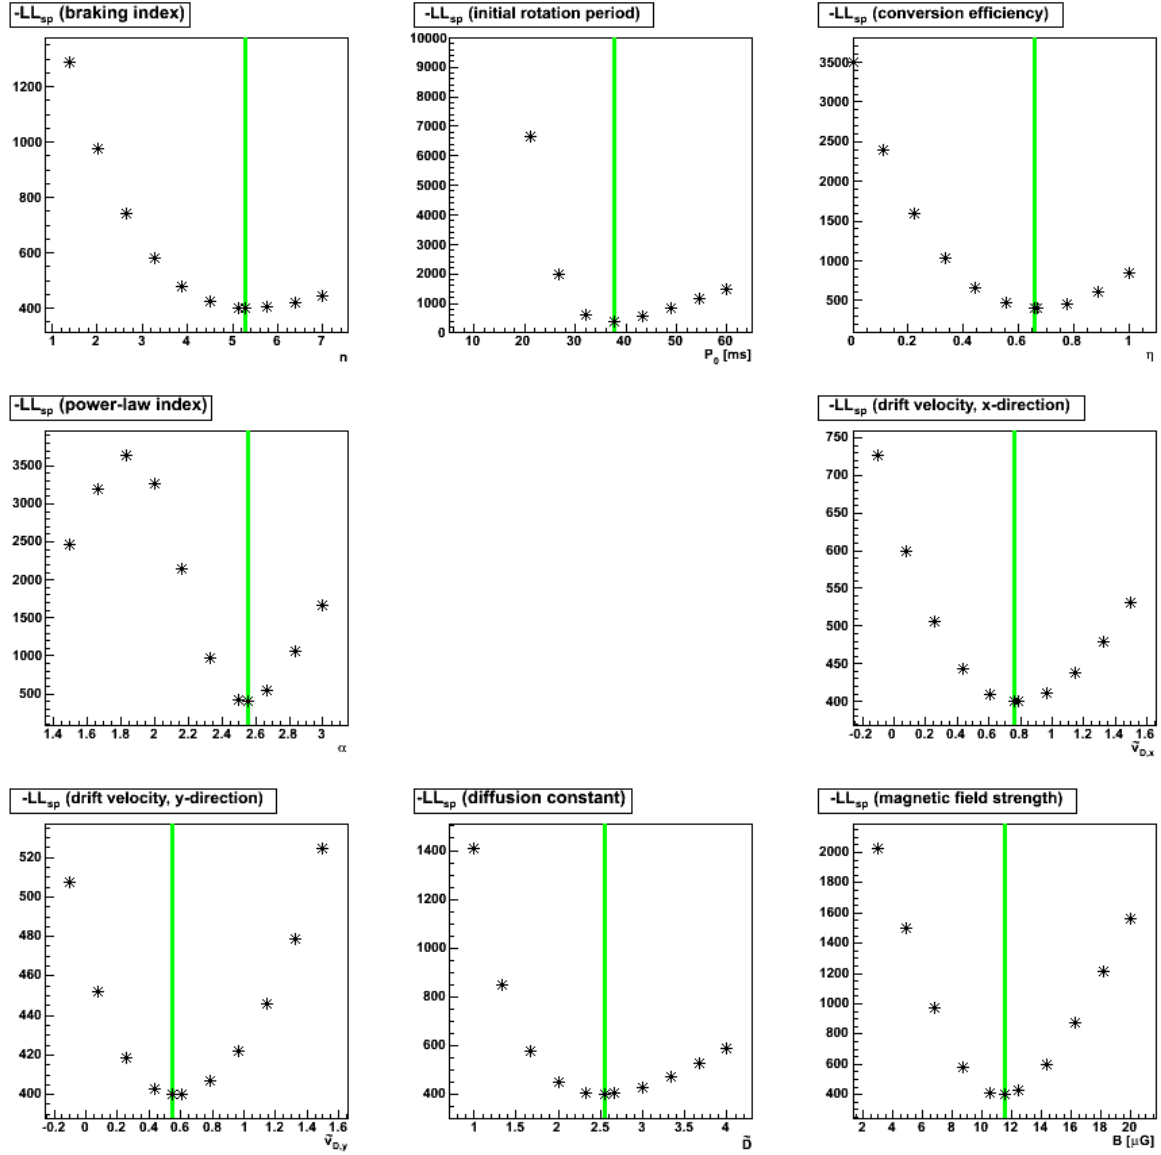 -LLsp (braking index)
1200
1000
800
600
400
1 2 3 4 5 6 7
n
-LLsp (initial rotation period)
10000
9000
8000
7000
6000
5000
4000
3000
2000
1000
0
10 20 30 40 50 60
P0 [ms]
-LLsp (conversion efficiency)
3500
3000
2500
2000
1500
1000
500
0 0.2 0.4 0.6 0.8 1
η
-LLsp (power-law index)
3500
3000
2500
2000
1500
1000
500
1.4 1.6 1.8 2 2.2 2.4 2.6 2.8 3
α
-LLsp (drift velocity, x-direction)
750
700
650
600
550
500
450
400
-0.2 0 0.2 0.4 0.6 0.8 1 1.2 1.4 1.6
ṽD,x
-LLsp (drift velocity, y-direction)
520
500
480
460
440
420
400
-0.2 0 0.2 0.4 0.6 0.8 1 1.2 1.4 1.6
ṽD,y
-LLsp (diffusion constant)
1400
1200
1000
800
600
400
1 1.5 2 2.5 3 3.5 4
D̃
-LLsp (magnetic field strength)
2000
1800
1600
1400
1200
1000
800
600
400
2 4 6 8 10 12 14 16 18 20
B [μG]